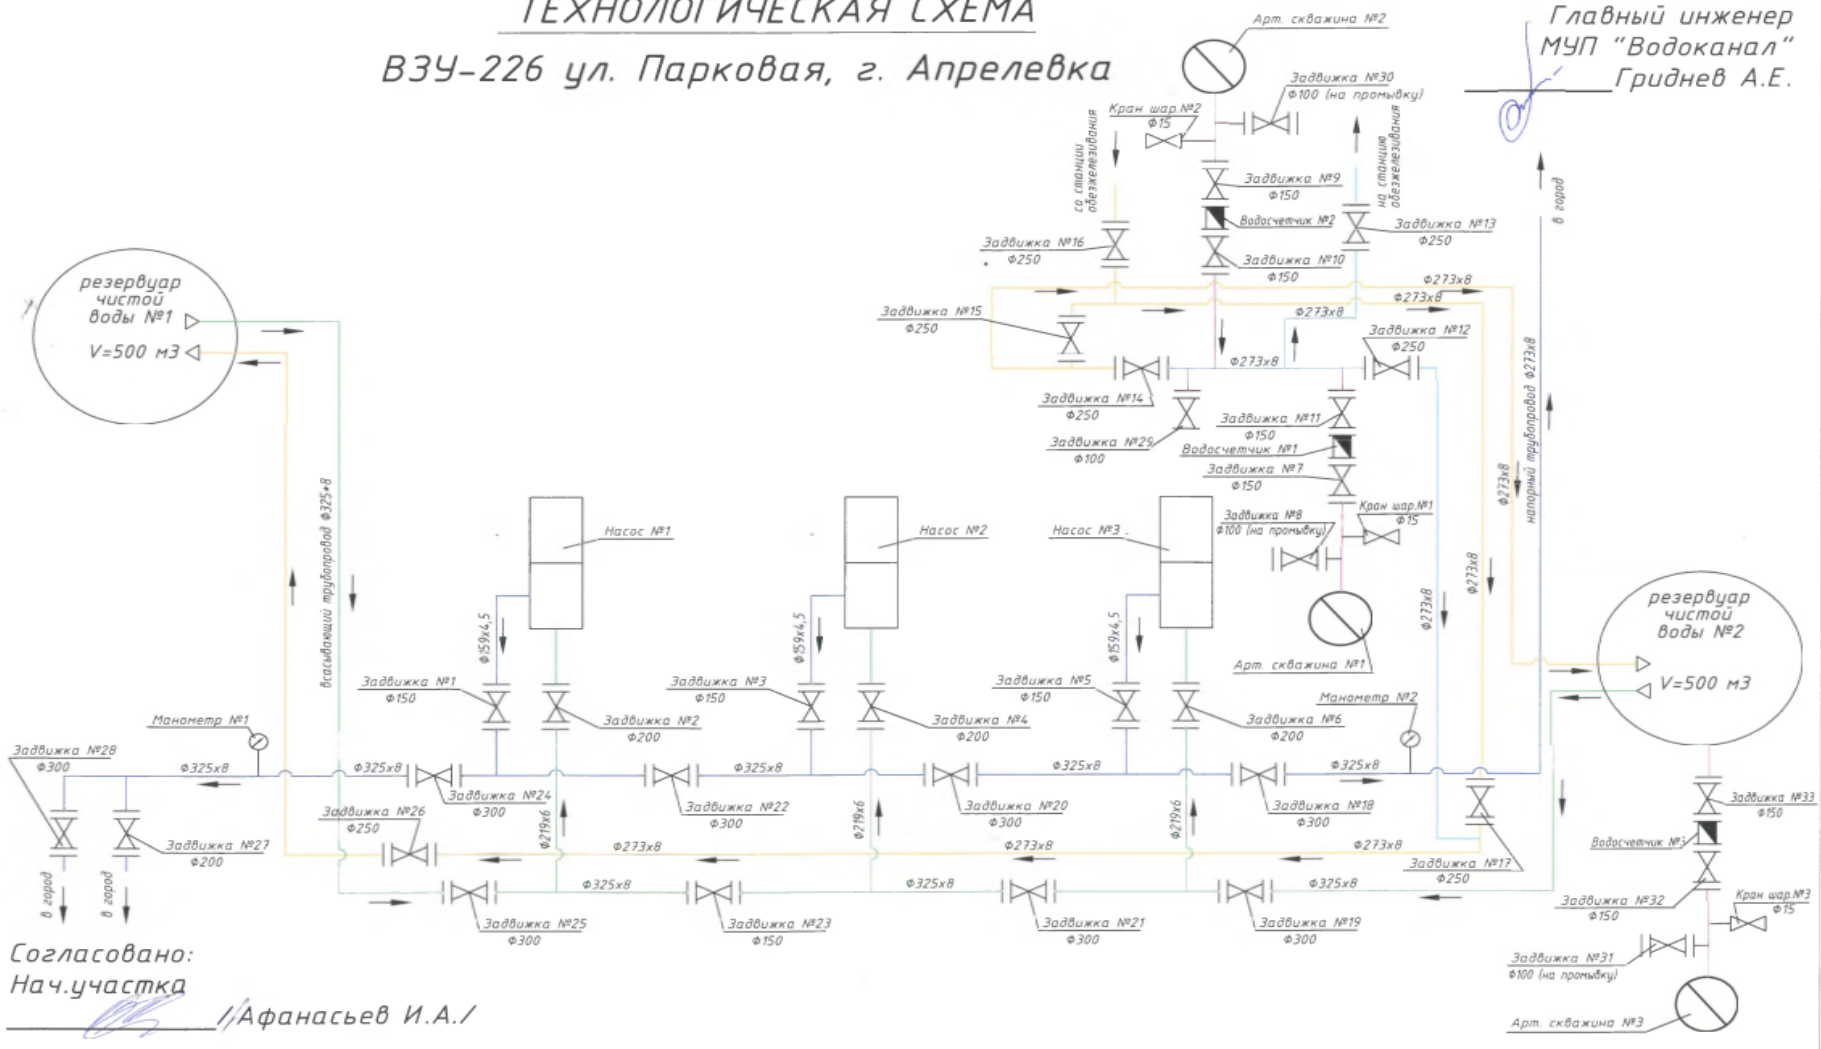 ТЕХНОЛОГИЧЕСКАЯ СХЕМА
ВЗУ-226 ул. Парковая, г. Апрелевка
Главный инженер
МУП "Водоканал"
Гриднев А.Е.
Арт. скважина №2
Задвижка №30
Ф100 (на промывку)
Кран шар.№2
Ф15
со станции
обезжелезивания
на станцию
обезжелезивания
в город
Задвижка №9
Ф150
Водосчетчик №2
Задвижка №13
Ф250
Задвижка №16
Ф250
Задвижка №10
Ф150
Ф273х8
Ф273х8
Ф273х8
Задвижка №15
Ф250
Задвижка №12
Ф250
Ф273х8
Задвижка №14
Ф250
Задвижка №11
Ф150
Задвижка №29
Ф100
Водосчетчик №1
Задвижка №7
Ф150
Задвижка №8
Ф100 (на промывку)
Кран шар.№1
Ф15
Арт. скважина №1
Ф273х8
Ф273х8
Ф273х8
напорный трубопровод Ф273х8
резервуар
чистой
воды №1
V=500 м3
всасывающий трубопровод Ф325*8
Насос №1
Насос №2
Насос №3
Ф159х4,5
Ф159х4,5
Ф159х4,5
резервуар
чистой
воды №2
V=500 м3
Задвижка №1
Ф150
Задвижка №2
Ф200
Задвижка №3
Ф150
Задвижка №4
Ф200
Задвижка №5
Ф150
Задвижка №6
Ф200
Манометр №2
Манометр №1
Задвижка №28
Ф300
Ф325х8
Ф325х8
Ф325х8
Ф325х8
Ф325х8
Ф325х8
Задвижка №24
Ф300
Задвижка №22
Ф300
Задвижка №20
Ф300
Задвижка №18
Ф300
Задвижка №26
Ф250
Ф219х6
Ф219х6
Ф219х6
Задвижка №27
Ф200
Ф273х8
Ф273х8
Ф273х8
Задвижка №17
Ф250
в город
в город
Ф325х8
Ф325х8
Ф325х8
Ф325х8
Задвижка №25
Ф300
Задвижка №23
Ф150
Задвижка №21
Ф300
Задвижка №19
Ф300
Задвижка №33
Ф150
Водосчетчик №3
Задвижка №32
Ф150
Кран шар.№3
Ф15
Задвижка №31
Ф100 (на промывку)
Арт. скважина №3
Согласовано:
Нач.участка
/Афанасьев И.А./